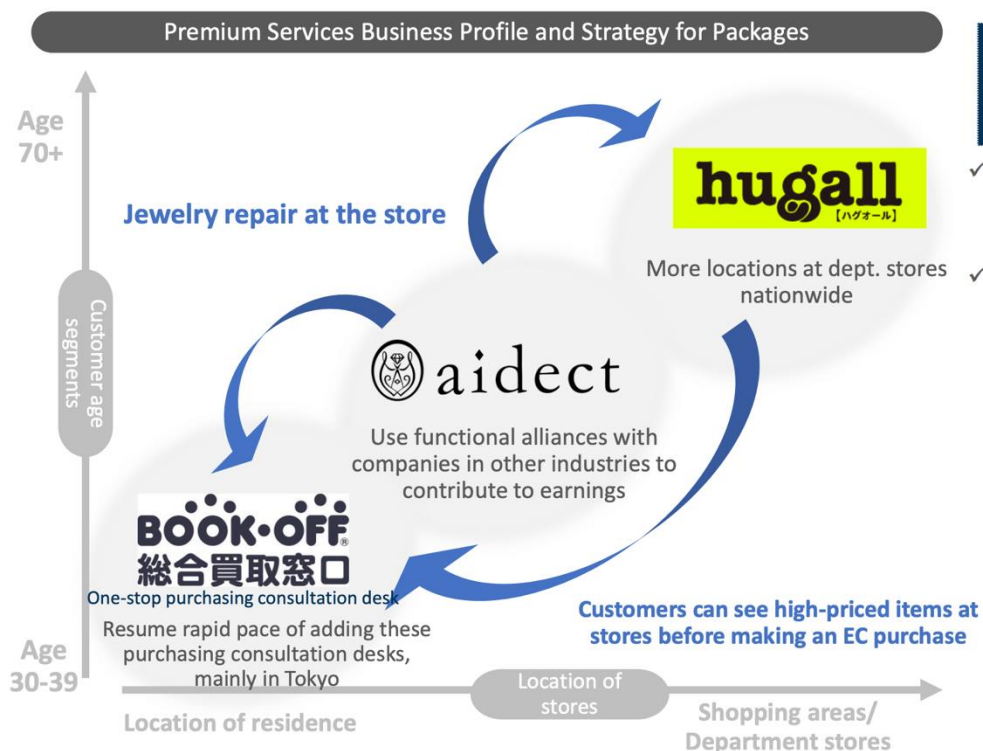 Premium Services Business Profile and Strategy for Packages
Age
70+
hugall
【ハグオール】
Jewelry repair at the store
More locations at dept. stores
nationwide
✓
✓
Customer age
segments
aidect
Use functional alliances with
companies in other industries to
contribute to earnings
BOOK・OFF®
総合買取窓口
One-stop purchasing consultation desk
Resume rapid pace of adding these
purchasing consultation desks,
mainly in Tokyo
Customers can see high-priced items at
stores before making an EC purchase
Age
30-39
Location of residence
Location of
stores
Shopping areas/
Department stores